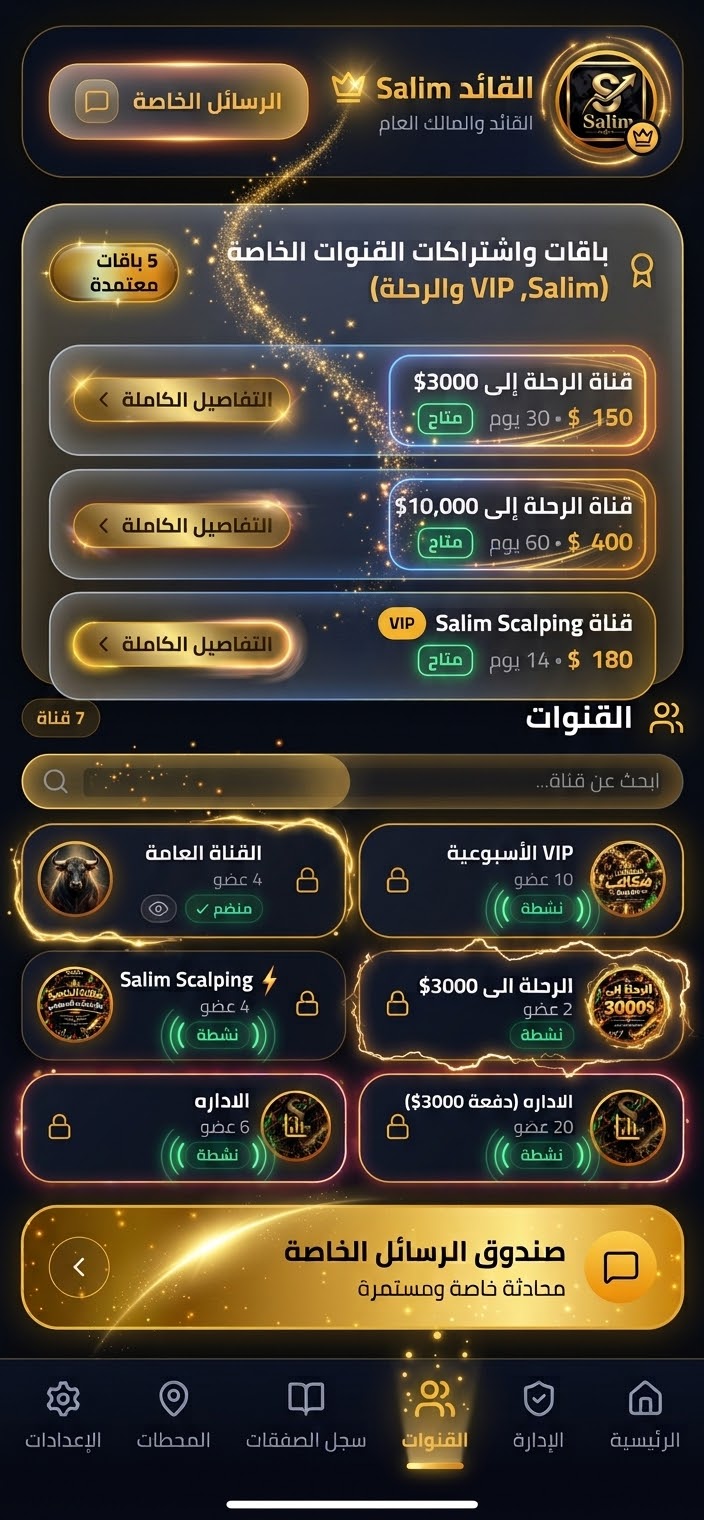 القائد Salim
القائد والمالك العام
الرسائل الخاصة
Salim
باقات واشتراكات القنوات الخاصة
(Salim, VIP والرحلة)
5 باقات
معتمدة
قناة الرحلة إلى 3000$
150 $ • 30 يوم متاح
التفاصيل الكاملة
قناة الرحلة إلى 10,000$
400 $ • 60 يوم متاح
التفاصيل الكاملة
قناة Salim Scalping VIP
180 $ • 14 يوم متاح
التفاصيل الكاملة
القنوات
7 قناة
ابحث عن قناة...
VIP الأسبوعية
10 عضو
نشطة
القناة العامة
4 عضو
منضم ✓
الرحلة الى 3000$
2 عضو
نشطة
الرحلة إلى
3000$
⚡ Salim Scalping
4 عضو
نشطة
الاداره (دفعة 3000$)
20 عضو
نشطة
الاداره
6 عضو
نشطة
صندوق الرسائل الخاصة
محادثة خاصة ومستمرة
الرئيسية
الإدارة
القنوات
سجل الصفقات
المحطات
الإعدادات